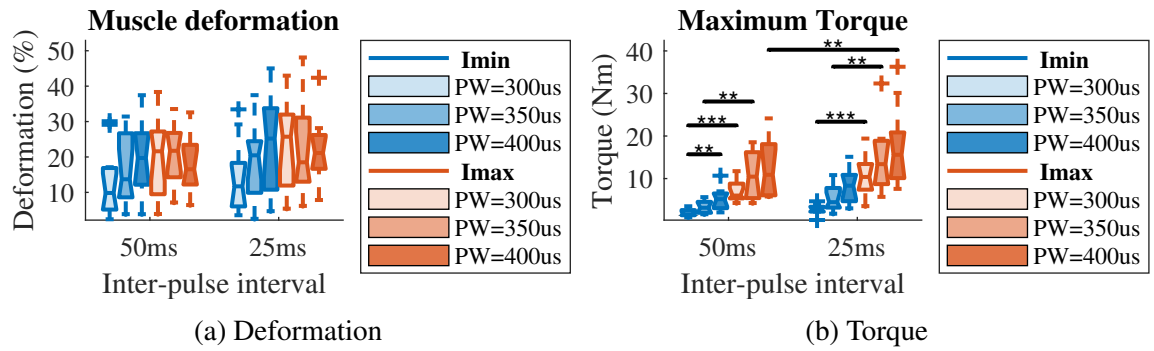 Muscle deformation
Deformation (%)
50
40
30
20
10
50ms
25ms
Inter-pulse interval
Imin
PW=300us
PW=350us
PW=400us
Imax
PW=300us
PW=350us
PW=400us
(a) Deformation
Maximum Torque
Torque (Nm)
40
30
20
10
0
**
***
**
***
**
**
50ms
25ms
Inter-pulse interval
Imin
PW=300us
PW=350us
PW=400us
Imax
PW=300us
PW=350us
PW=400us
(b) Torque